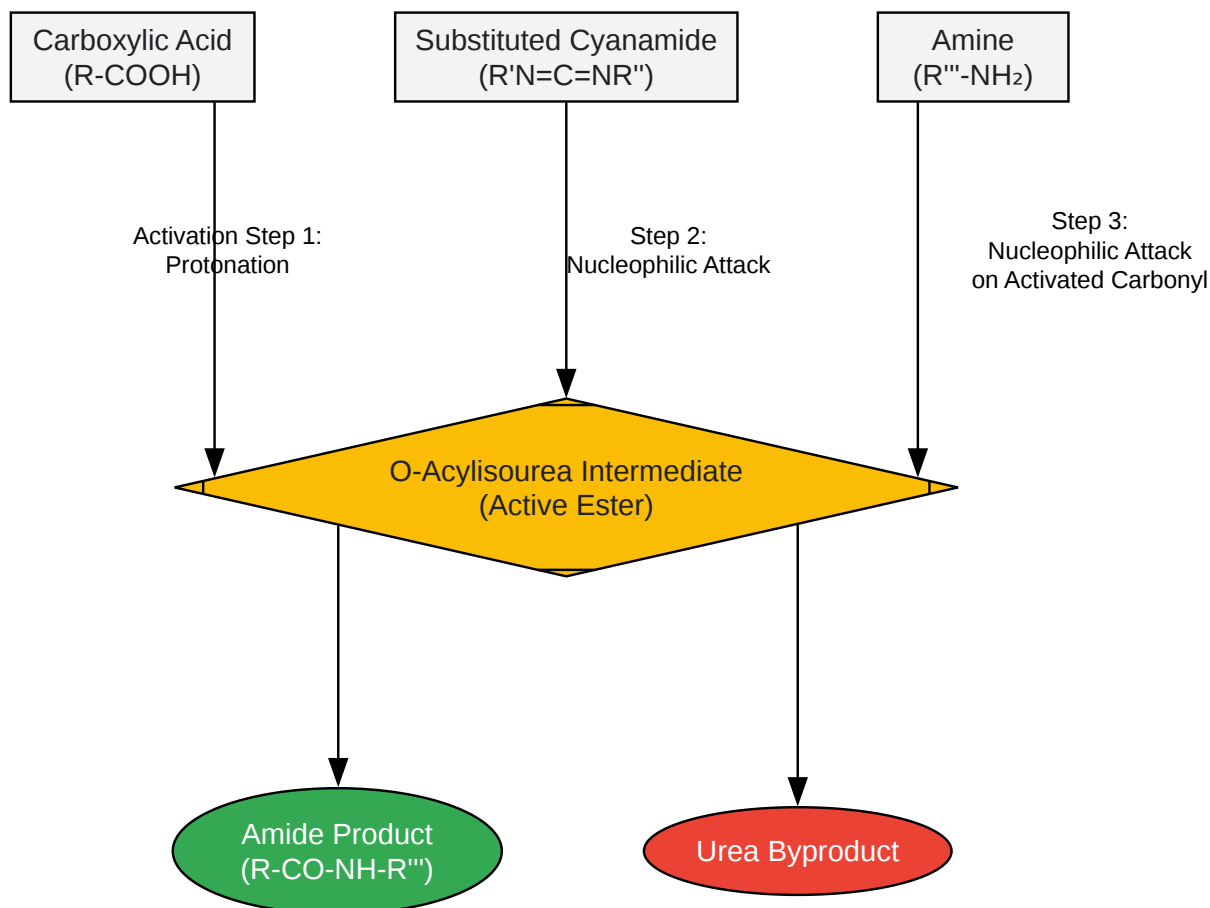 Carboxylic Acid
(R-COOH)
Substituted Cyanamide
(R'N=C=NR'')
Amine
(R'''-NH₂)
Activation Step 1:
Protonation
Step 2:
Nucleophilic Attack
Step 3:
Nucleophilic Attack
on Activated Carbonyl
O-Acylisourea Intermediate
(Active Ester)
Amide Product
(R-CO-NH-R''')
Urea Byproduct